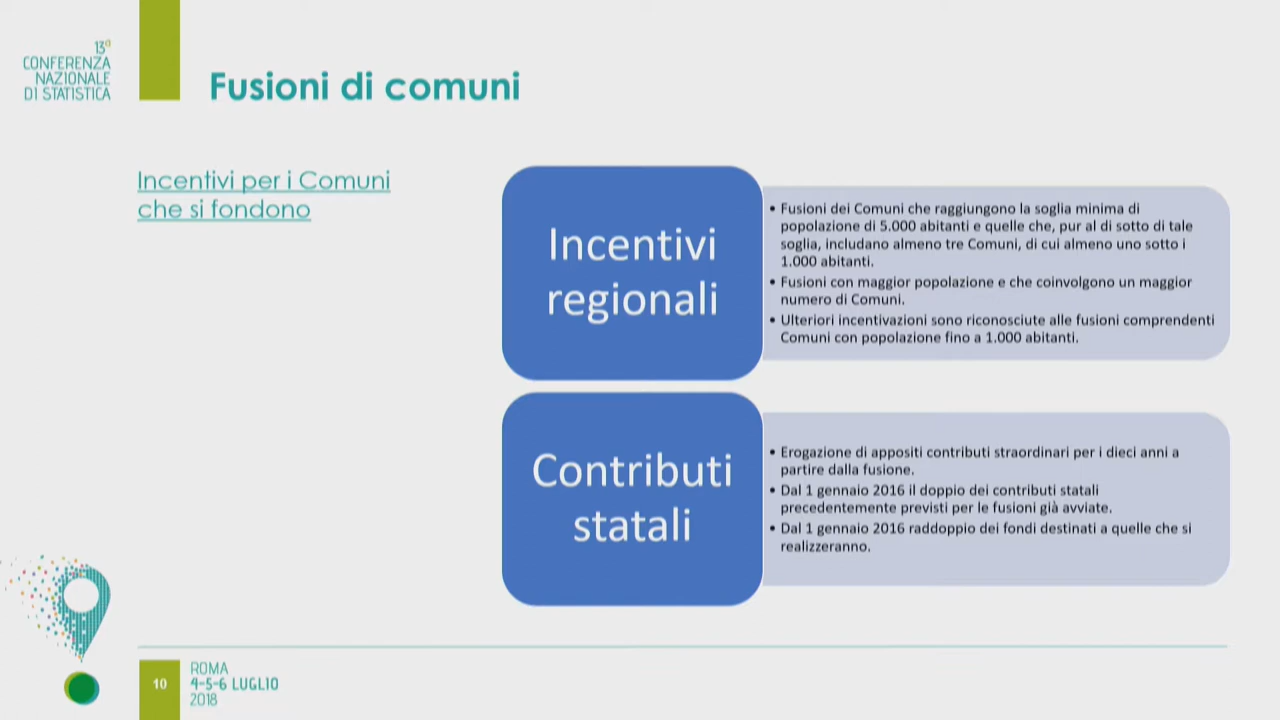 13a
CONFERENZA
NAZIONALE
DI STATISTICA
Fusioni di comuni
Incentivi per i Comuni
che si fondono
Incentivi
regionali
• Fusioni dei Comuni che raggiungono la soglia minima di
popolazione di 5.000 abitanti e quelle che, pur al di sotto di tale
soglia, includano almeno tre Comuni, di cui almeno uno sotto i
1.000 abitanti.
• Fusioni con maggior popolazione e che coinvolgono un maggior
numero di Comuni.
• Ulteriori incentivazioni sono riconosciute alle fusioni comprendenti
Comuni con popolazione fino a 1.000 abitanti.
Contributi
statali
• Erogazione di appositi contributi straordinari per i dieci anni a
partire dalla fusione.
• Dal 1 gennaio 2016 il doppio dei contributi statali
precedentemente previsti per le fusioni già avviate.
• Dal 1 gennaio 2016 raddoppio dei fondi destinati a quelle che si
realizzeranno.
10
ROMA
4-5-6 LUGLIO
2018